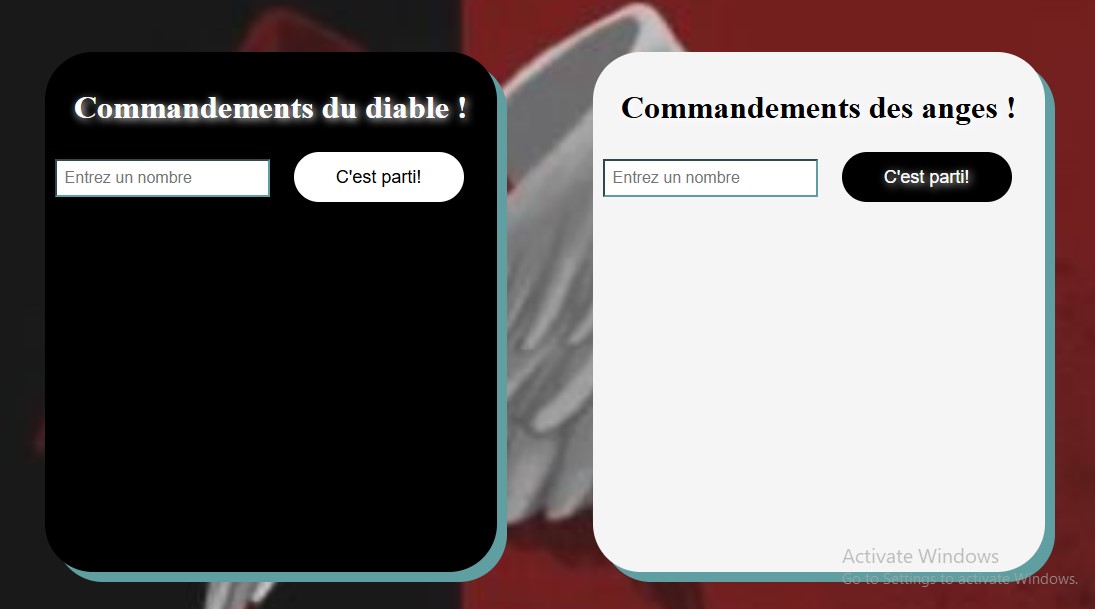 Commandements du diable !
Entrez un nombre
C'est parti!
Commandements des anges !
Entrez un nombre
C'est parti!
Activate Windows
Go to Settings to activate Windows.